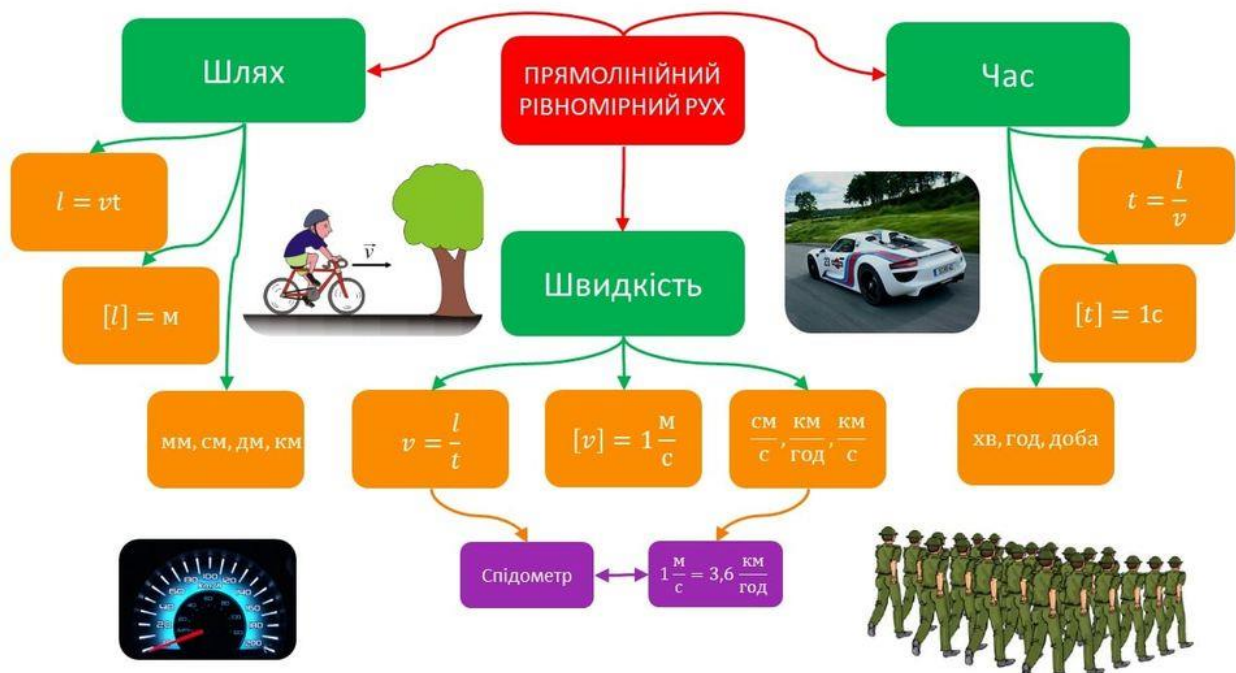 Шлях
ПРЯМОЛІНІЙНИЙ
РІВНОМІРНИЙ РУХ
Час
l = vt
t = l/v
v⃗
Швидкість
[l] = м
[t] = 1с
мм, см, дм, км
v = l/t
[v] = 1 м/с
см/с, км/год, км/с
хв, год, доба
Спідометр
1 м/с = 3,6 км/год